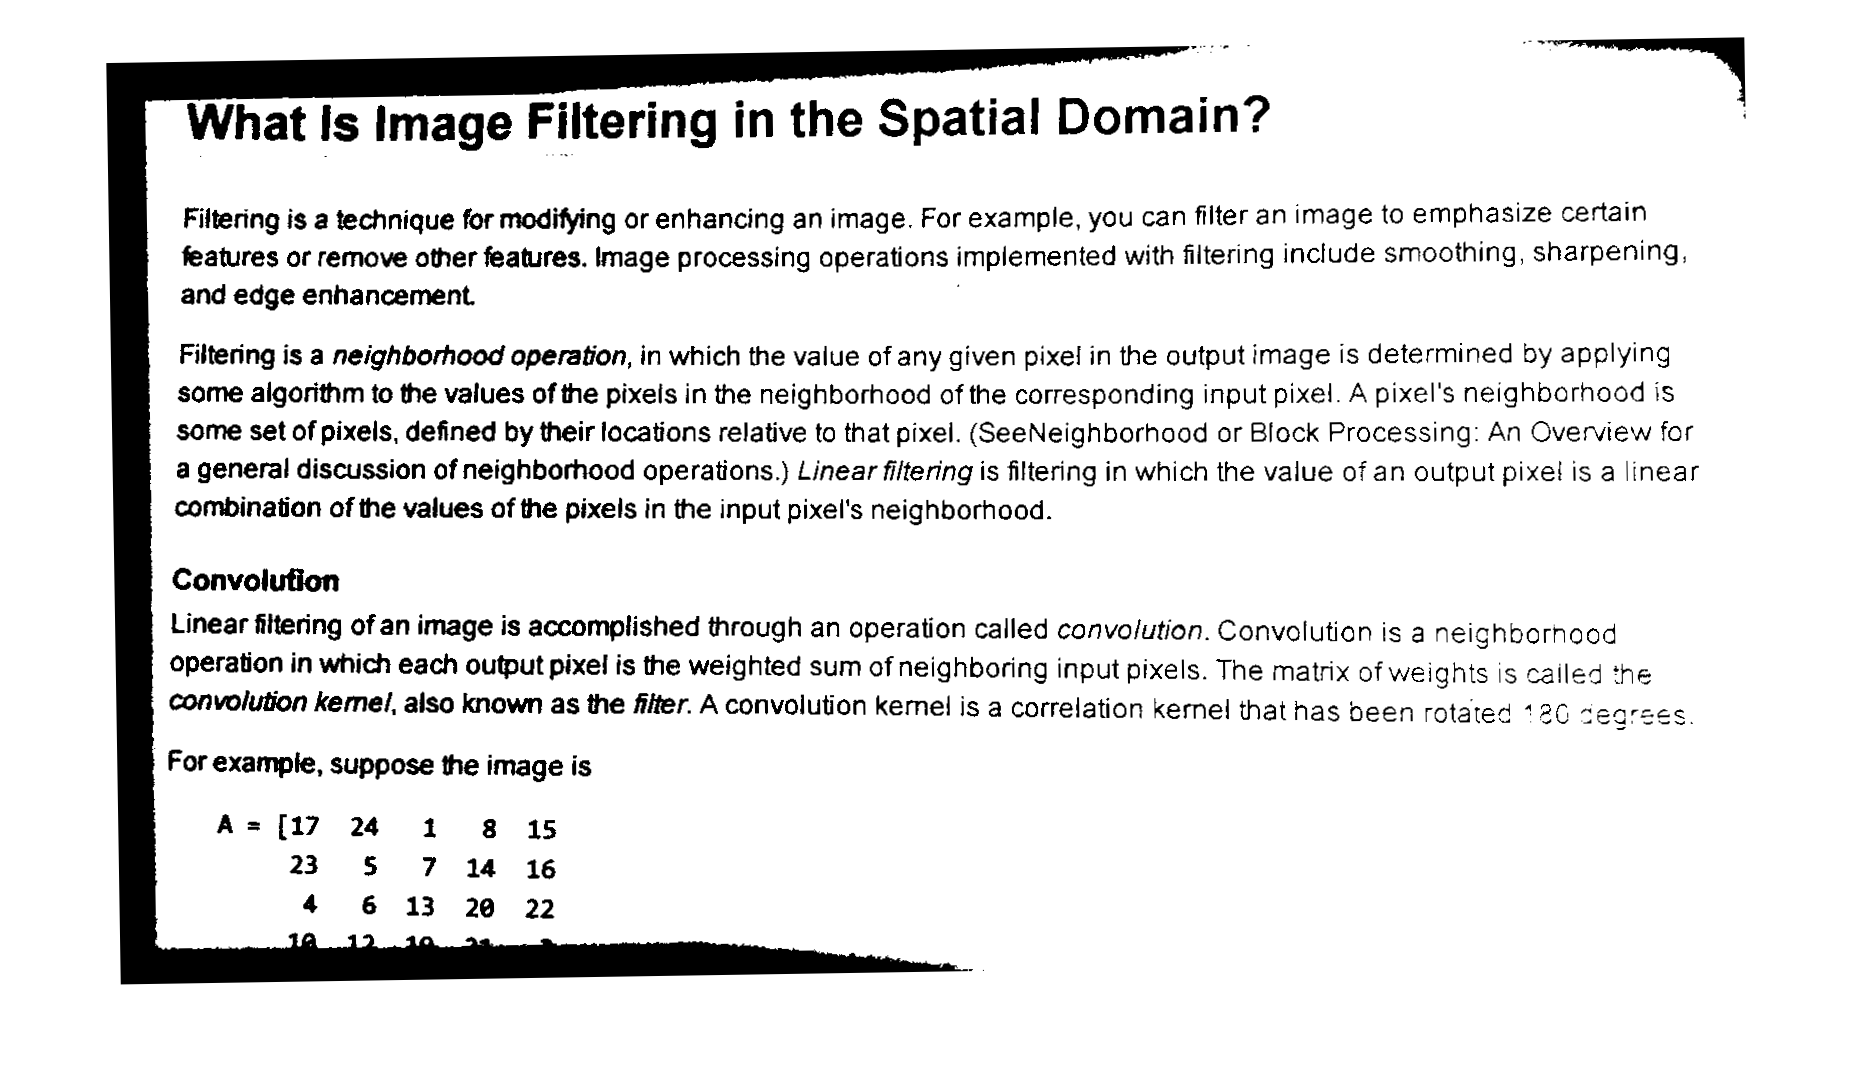 What Is Image Filtering in the Spatial Domain?
Filtering is a technique for modifying or enhancing an image. For example, you can filter an image to emphasize certain
features or remove other features. Image processing operations implemented with filtering include smoothing, sharpening,
and edge enhancement.
Filtering is a neighborhood operation, in which the value of any given pixel in the output image is determined by applying
some algorithm to the values of the pixels in the neighborhood of the corresponding input pixel. A pixel's neighborhood is
some set of pixels, defined by their locations relative to that pixel. (SeeNeighborhood or Block Processing: An Overview for
a general discussion of neighborhood operations.) Linear filtering is filtering in which the value of an output pixel is a linear
combination of the values of the pixels in the input pixel's neighborhood.
Convolution
Linear filtering of an image is accomplished through an operation called convolution. Convolution is a neighborhood
operation in which each output pixel is the weighted sum of neighboring input pixels. The matrix of weights is called the
convolution kernel, also known as the filter. A convolution kernel is a correlation kernel that has been rotated 180 degrees.
For example, suppose the image is
A = [17 24 1 8 15
23 5 7 14 16
4 6 13 20 22
10 12